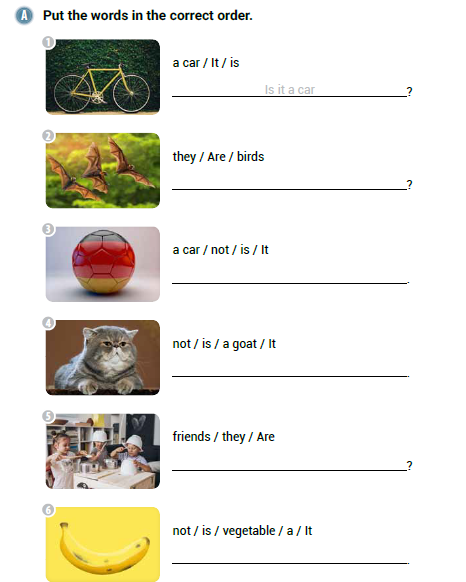 A Put the words in the correct order.
1
a car / It / is
Is it a car ?
2
they / Are / birds
?
3
a car / not / is / It
.
4
not / is / a goat / It
.
5
friends / they / Are
?
6
not / is / vegetable / a / It
.